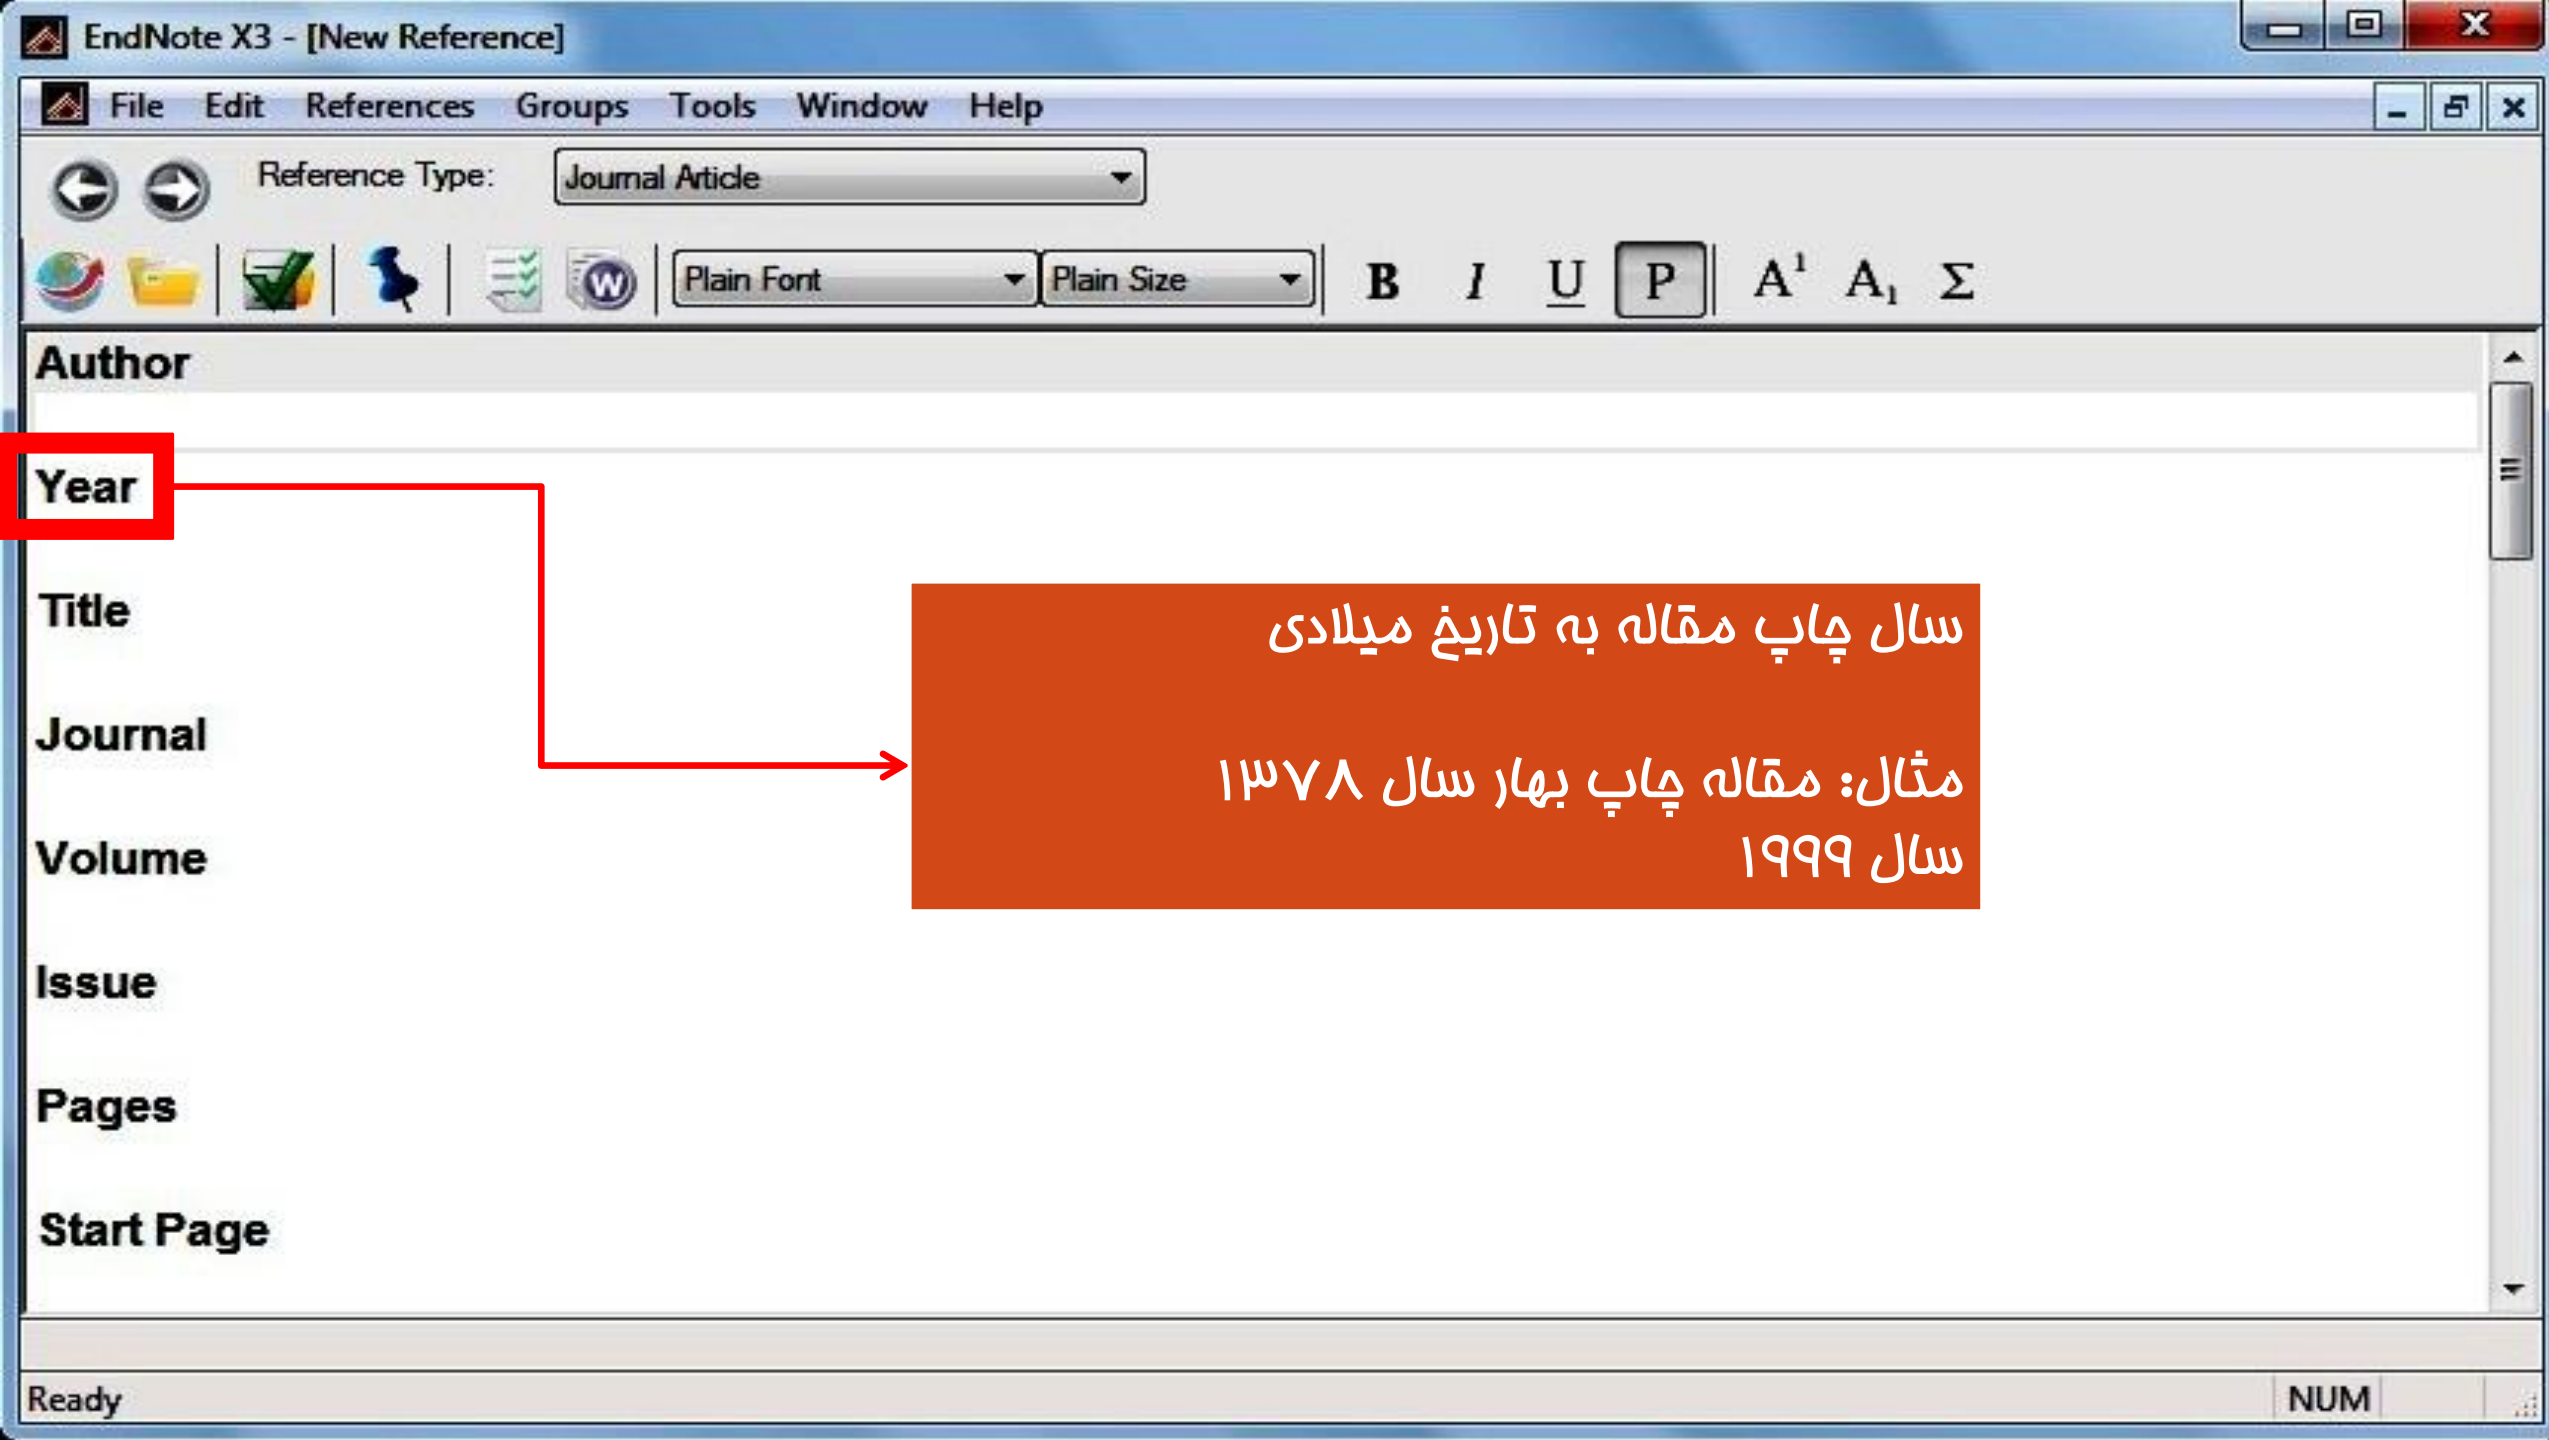 EndNote X3 - [New Reference]
File Edit References Groups Tools Window Help
Reference Type: Journal Article
Plain Font Plain Size B I U P A¹ A₁ Σ
Author
Year
Title
Journal
Volume
Issue
Pages
Start Page
سال چاپ مقاله به تاریخ میلادی
مثال: مقاله چاپ بهار سال ۱۳۷۸
سال ۱۹۹۹
Ready NUM